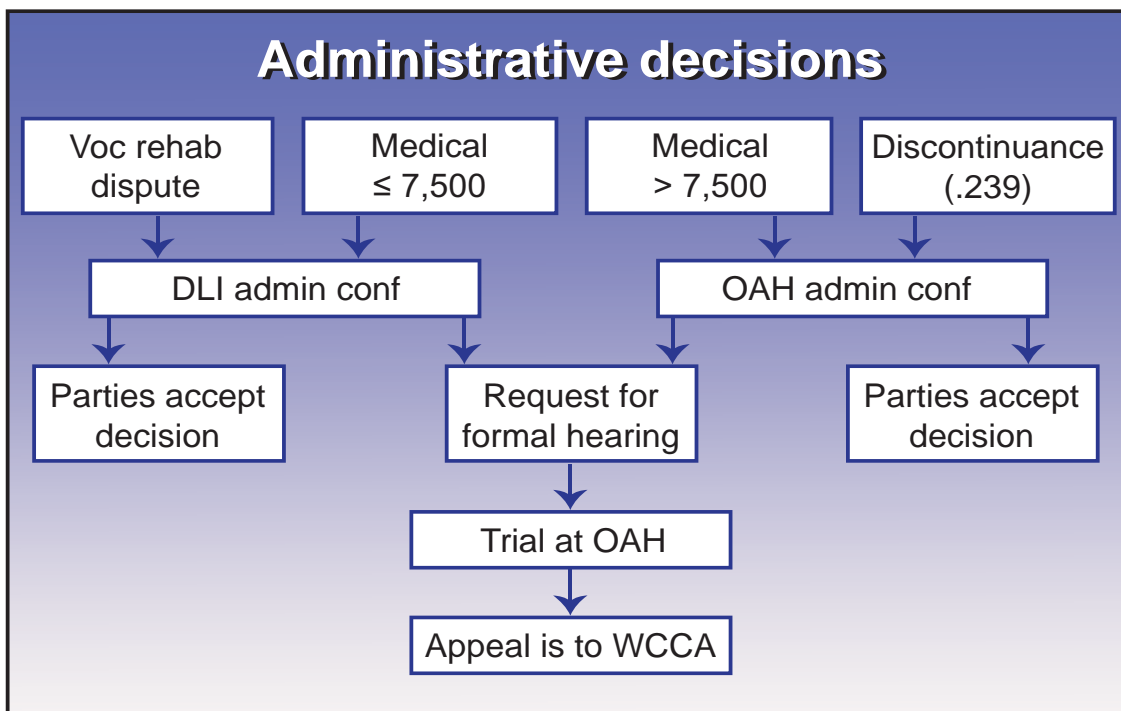 Administrative decisions
Voc rehab
dispute
Medical
≤ 7,500
Medical
> 7,500
Discontinuance
(.239)
DLI admin conf
OAH admin conf
Parties accept
decision
Request for
formal hearing
Parties accept
decision
Trial at OAH
Appeal is to WCCA